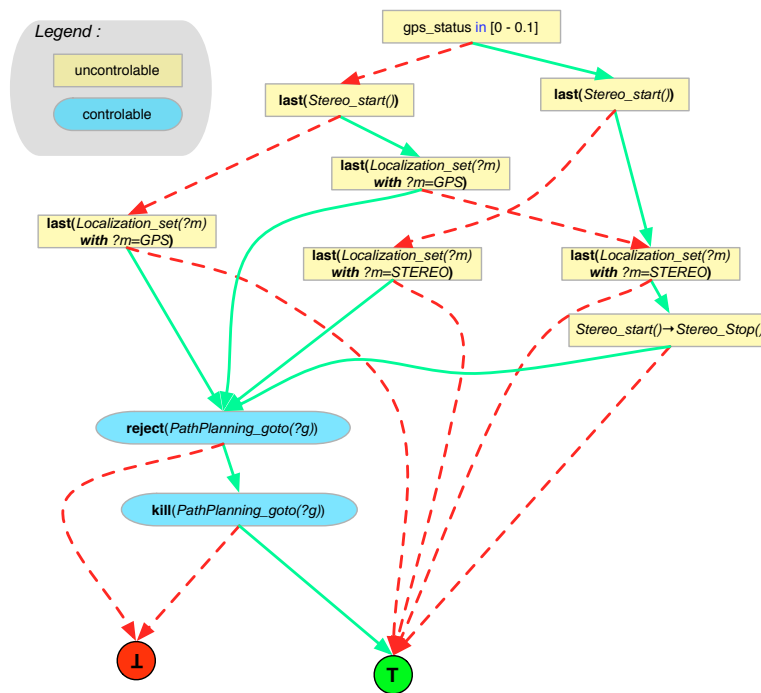 Legend :
uncontrolable
controlable
gps_status in [0 - 0.1]
last(Stereo_start())
last(Stereo_start())
last(Localization_set(?m)
with ?m=GPS)
last(Localization_set(?m)
with ?m=GPS)
last(Localization_set(?m)
with ?m=STEREO)
last(Localization_set(?m)
with ?m=STEREO)
Stereo_start()→Stereo_Stop()
reject(PathPlanning_goto(?g))
kill(PathPlanning_goto(?g))
⊥
T